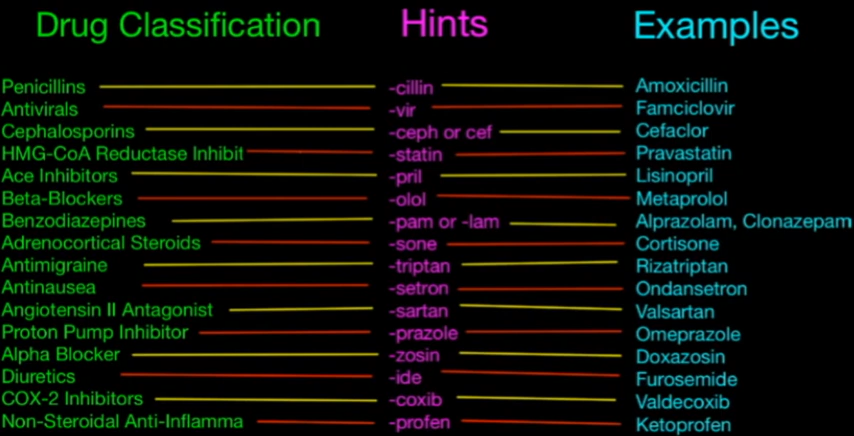 Drug Classification Hints Examples
Penicillins -cillin Amoxicillin
Antivirals -vir Famciclovir
Cephalosporins -ceph or cef Cefaclor
HMG-CoA Reductase Inhibit -statin Pravastatin
Ace Inhibitors -pril Lisinopril
Beta-Blockers -olol Metaprolol
Benzodiazepines -pam or -lam Alprazolam, Clonazepam
Adrenocortical Steroids -sone Cortisone
Antimigraine -triptan Rizatriptan
Antinausea -setron Ondansetron
Angiotensin II Antagonist -sartan Valsartan
Proton Pump Inhibitor -prazole Omeprazole
Alpha Blocker -zosin Doxazosin
Diuretics -ide Furosemide
COX-2 Inhibitors -coxib Valdecoxib
Non-Steroidal Anti-Inflamma -profen Ketoprofen